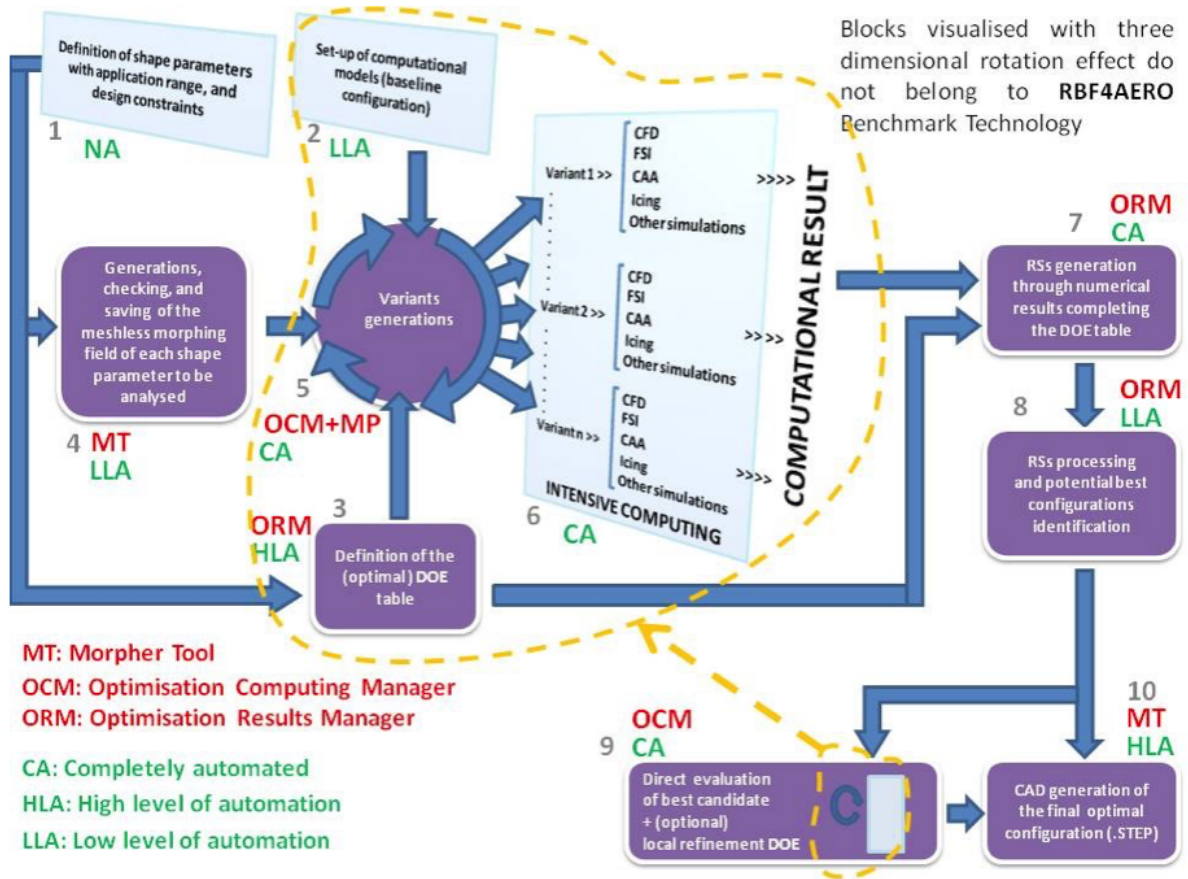 Definition of shape parameters
with application range, and
design constraints
1
NA
Set-up of computational
models (baseline
configuration)
2
LLA
Blocks visualised with three
dimensional rotation effect do
not belong to RBF4AERO
Benchmark Technology
Generations,
checking, and
saving of the
meshless morphing
field of each shape
parameter to be
analysed
4
MT
LLA
Variants
generations
5
OCM+MP
CA
3
ORM
HLA
Definition of the
(optimal) DOE
table
Variant 1 >>
CFD
FSI
CAA
Icing
Other simulations
>>>>
Variant 2 >>
CFD
FSI
CAA
Icing
Other simulations
>>>>
Variant n >>
CFD
FSI
CAA
Icing
Other simulations
>>>>
INTENSIVE COMPUTING
6
CA
COMPUTATIONAL RESULT
7
ORM
CA
RSs generation
through numerical
results completing
the DOE table
8
ORM
LLA
RSs processing
and potential best
configurations
identification
MT: Morpher Tool
OCM: Optimisation Computing Manager
ORM: Optimisation Results Manager
CA: Completely automated
HLA: High level of automation
LLA: Low level of automation
9
OCM
CA
Direct evaluation
of best candidate
+ (optional)
local refinement DOE
10
MT
HLA
CAD generation of
the final optimal
configuration (.STEP)